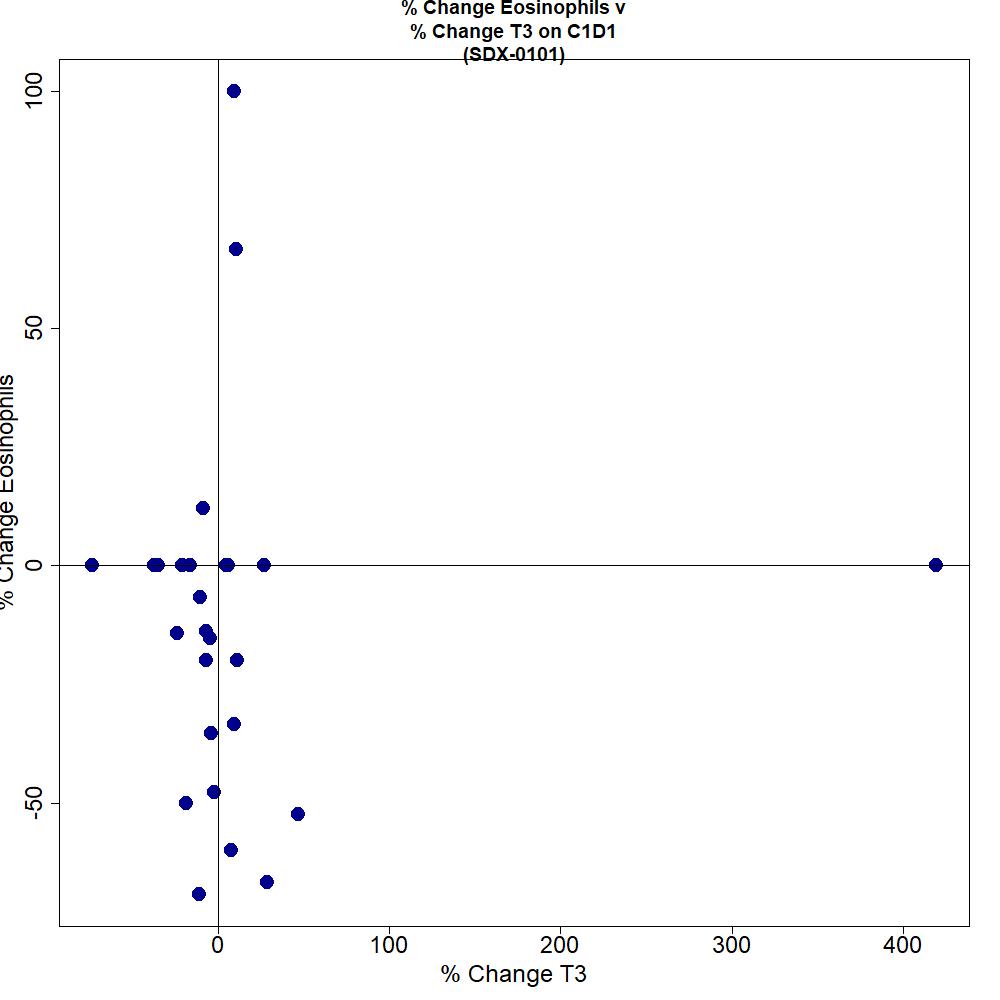 % Change Eosinophils v
% Change T3 on C1D1
(SDX-0101)
100
50
0
-50
% Change Eosinophils
0
100
200
300
400
% Change T3